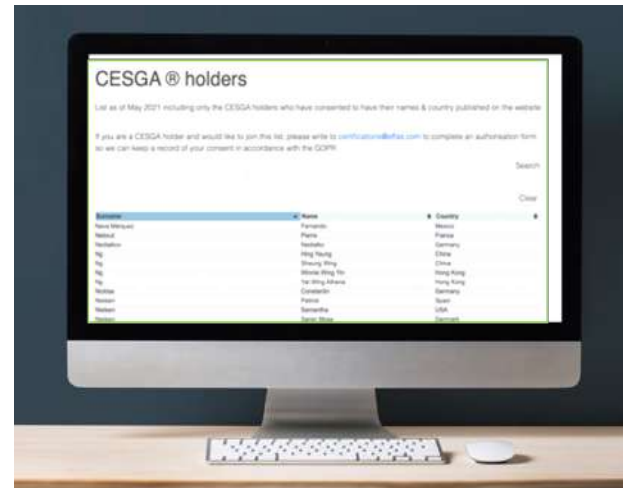 CESGA ® holders
List as of May 2021 including only the CESGA holders who have consented to have their names & country published on the website
If you are a CESGA holder and would like to join this list, please write to certifications@effas.com to complete an authorisation form
so we can keep a record of your consent in accordance with the GDPR
Search
Clear
Surname Name Country
Nava Márquez Fernando Mexico
Pierre France
Germany
Ng Hing Yeung China
Ng Sheung Wing China
Ng Winnie Wing Yin Hong Kong
Ng Yat Wing Athena Hong Kong
Constantin Germany
Nielsen Patrick Spain
Nielsen Samantha USA
Nielsen Denmark